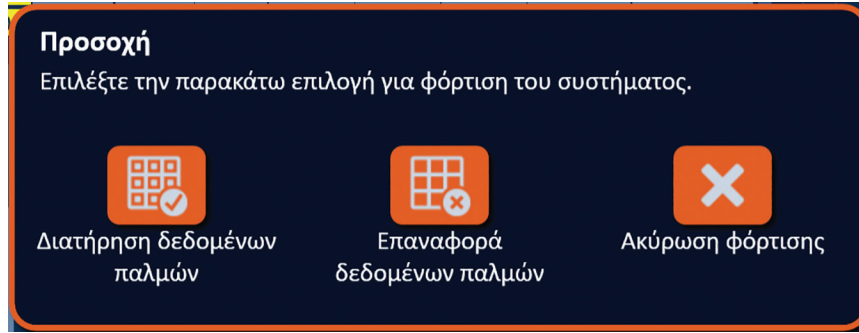 Προσοχή
Επιλέξτε την παρακάτω επιλογή για φόρτιση του συστήματος.
Διατήρηση δεδομένων
παλμών
Επαναφορά
δεδομένων παλμών
Ακύρωση φόρτισης